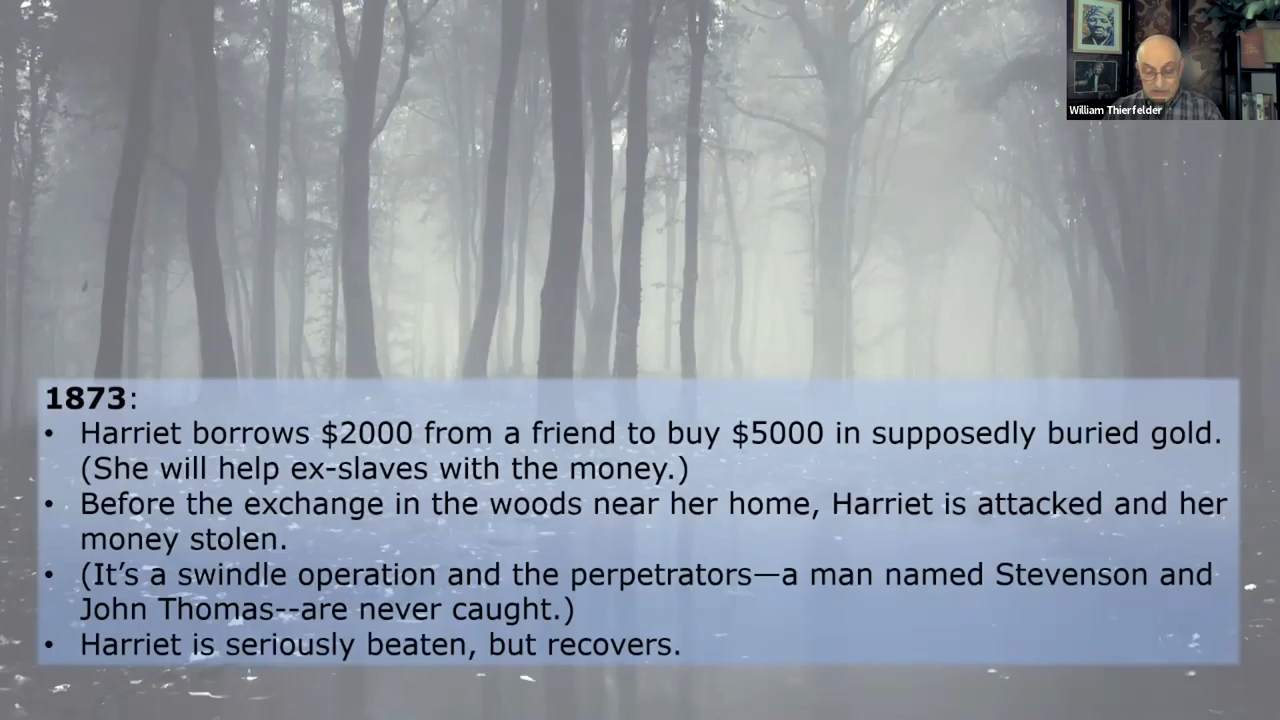 William Thierfelder
1873:
• Harriet borrows $2000 from a friend to buy $5000 in supposedly buried gold.
(She will help ex-slaves with the money.)
• Before the exchange in the woods near her home, Harriet is attacked and her
money stolen.
• (It’s a swindle operation and the perpetrators—a man named Stevenson and
John Thomas--are never caught.)
• Harriet is seriously beaten, but recovers.